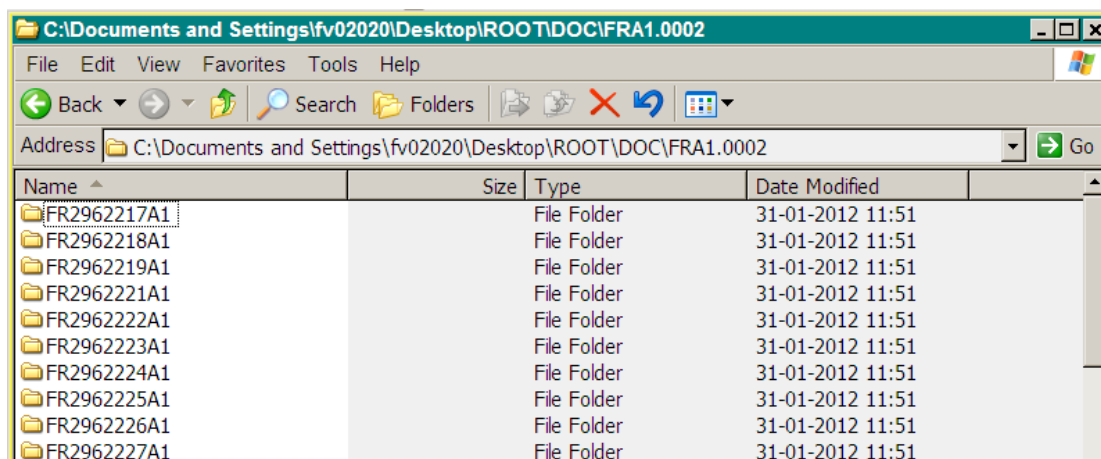 C:\Documents and Settings\fv02020\Desktop\ROOT\DOC\FRA1.0002
File Edit View Favorites Tools Help
Back Search Folders
Address C:\Documents and Settings\fv02020\Desktop\ROOT\DOC\FRA1.0002 Go
Name Size Type Date Modified
FR2962217A1 File Folder 31-01-2012 11:51
FR2962218A1 File Folder 31-01-2012 11:51
FR2962219A1 File Folder 31-01-2012 11:51
FR2962221A1 File Folder 31-01-2012 11:51
FR2962222A1 File Folder 31-01-2012 11:51
FR2962223A1 File Folder 31-01-2012 11:51
FR2962224A1 File Folder 31-01-2012 11:51
FR2962225A1 File Folder 31-01-2012 11:51
FR2962226A1 File Folder 31-01-2012 11:51
FR2962227A1 File Folder 31-01-2012 11:51